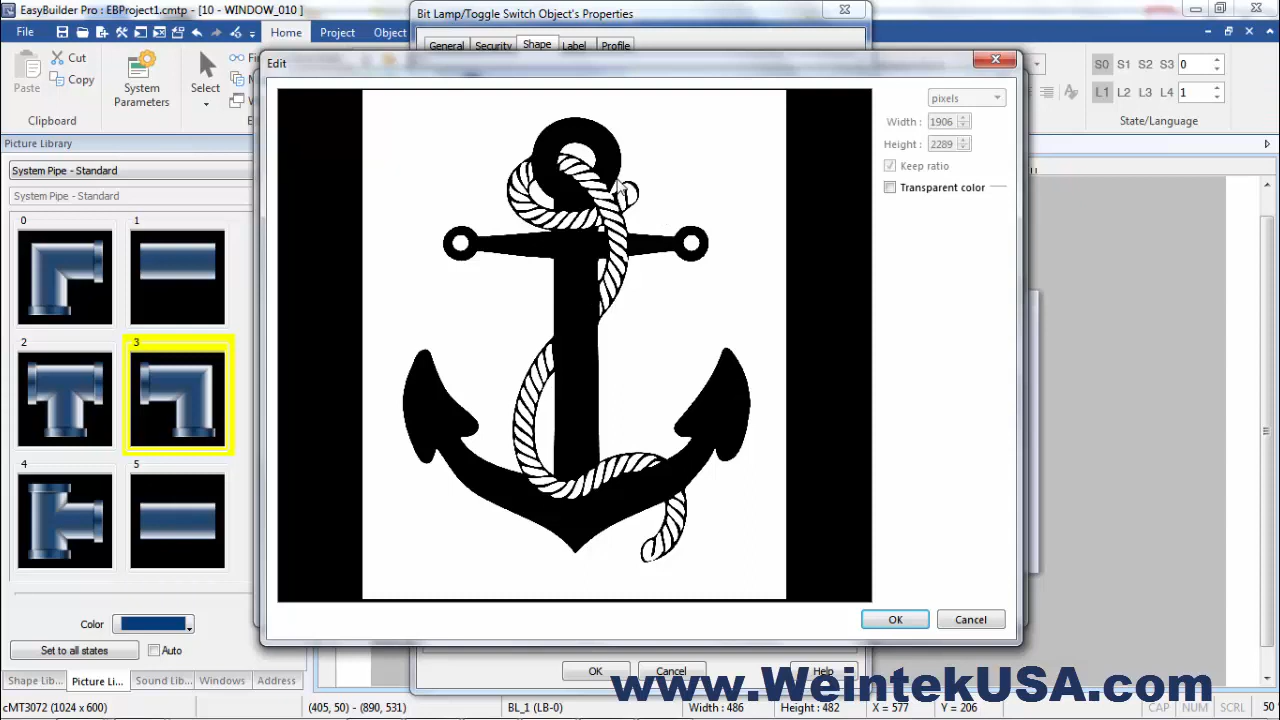 EasyBuilder Pro : EBProject1.cmtp - [10 - WINDOW_010 ]
Bit Lamp/Toggle Switch Object's Properties
File
Home
Project
Object
General
Security
Shape
Label
Profile
Edit
Paste
Cut
Copy
Clipboard
System
Parameters
Select
S0 S1 S2 S3 0
L1 L2 L3 L4 1
State/Language
Picture Library
System Pipe - Standard
System Pipe - Standard
0
1
2
3
4
5
pixels
Width : 1906
Height : 2289
Keep ratio
Transparent color
OK
Cancel
Color
Set to all states
Auto
OK
Cancel
Help
Shape Lib...
Picture Li...
Sound Lib...
Windows
Address
www.WeintekUSA.com
cMT3072 (1024 x 600)
(405, 50) - (890, 531)
BL_1 (LB-0)
Width : 486
Height : 482
X = 577
Y = 206
CAP
NUM
SCRL
50